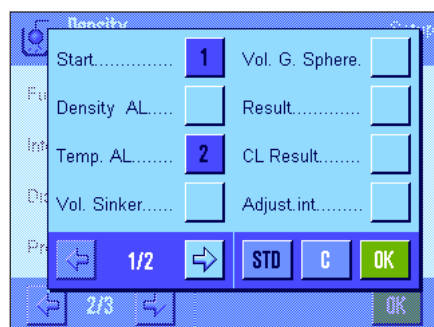 Density
Start............... 1 Vol. G. Sphere.
Density AL..... Result.............
Temp. AL........ 2 CL Result........
Vol. Sinker...... Adjust.int.........
1/2 STD C OK
2/3 OK